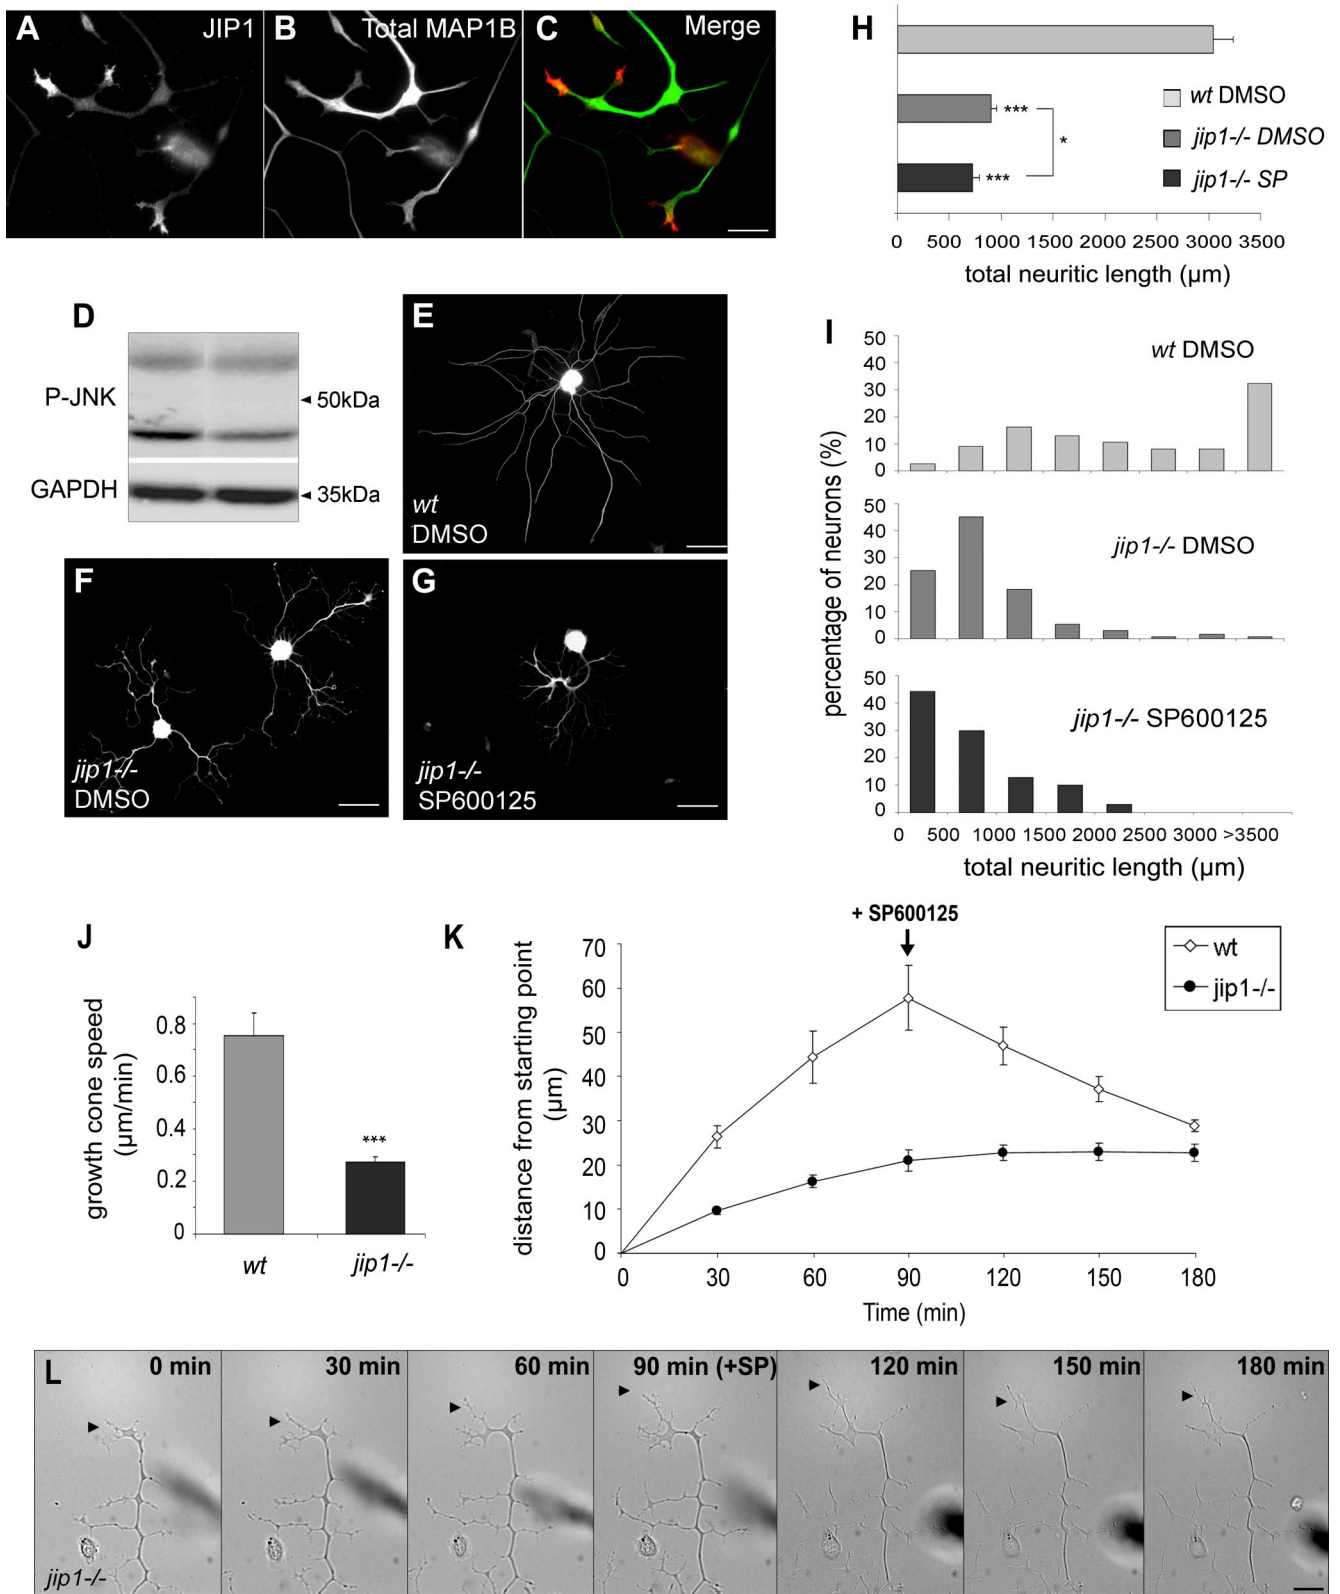 A JIP1
B Total MAP1B
C Merge
H
wt DMSO
jip1-/- DMSO
jip1-/- SP
***
*
***
0 500 1000 1500 2000 2500 3000 3500
total neuritic length (µm)
D
P-JNK
50kDa
GAPDH
35kDa
E
wt
DMSO
F
jip1-/-
DMSO
G
jip1-/-
SP600125
I
percentage of neurons (%)
50
40
30
20
10
0
wt DMSO
50
40
30
20
10
0
jip1-/- DMSO
50
40
30
20
10
0
jip1-/- SP600125
0 500 1000 1500 2000 2500 3000 >3500
total neuritic length (µm)
J
growth cone speed
(µm/min)
0.8
0.6
0.4
0.2
0
***
wt jip1-/-
K
+ SP600125
distance from starting point
(µm)
70
60
50
40
30
20
10
0
wt
jip1-/-
0 30 60 90 120 150 180
Time (min)
L
0 min
30 min
60 min
90 min (+SP)
120 min
150 min
180 min
jip1-/-